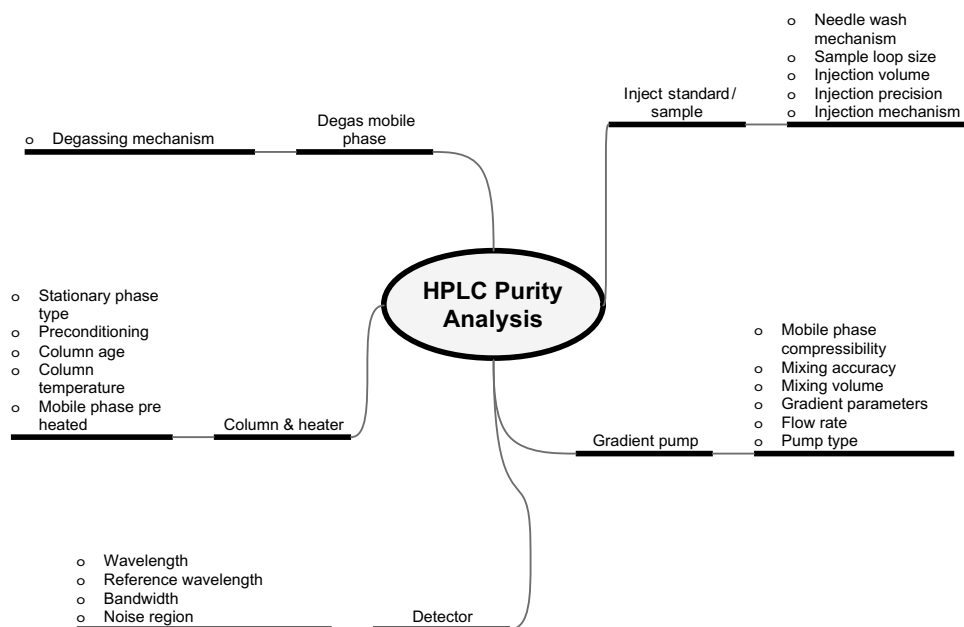 o Needle wash
mechanism
o Sample loop size
o Injection volume
o Injection precision
o Injection mechanism
Inject standard /
sample
Degas mobile
phase
o Degassing mechanism
HPLC Purity
Analysis
o Stationary phase
type
o Preconditioning
o Column age
o Column
temperature
o Mobile phase pre
heated
Column & heater
o Mobile phase
compressibility
o Mixing accuracy
o Mixing volume
o Gradient parameters
o Flow rate
o Pump type
Gradient pump
o Wavelength
o Reference wavelength
o Bandwidth
o Noise region
Detector